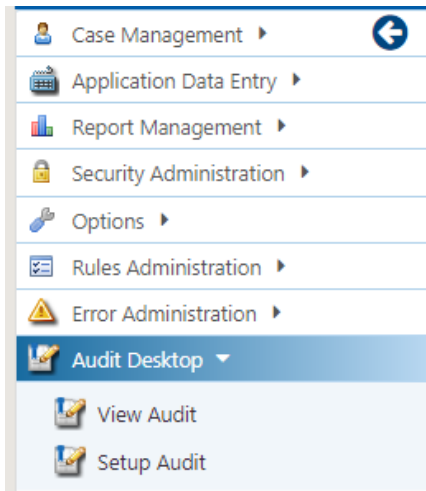 Case Management
Application Data Entry
Report Management
Security Administration
Options
Rules Administration
Error Administration
Audit Desktop
View Audit
Setup Audit